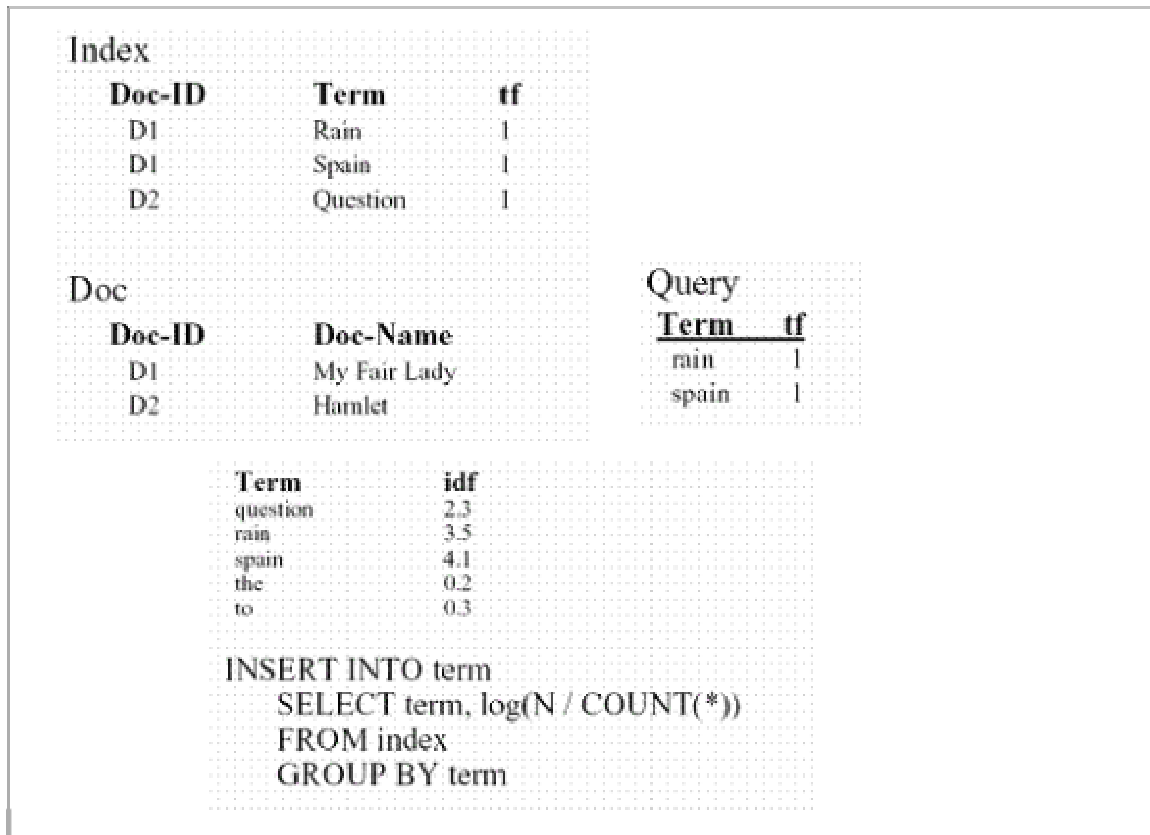 Index
Doc-ID Term tf
D1 Rain 1
D1 Spain 1
D2 Question 1
Doc
Doc-ID Doc-Name
D1 My Fair Lady
D2 Hamlet
Query
Term tf
rain 1
spain 1
Term idf
question 2.3
rain 3.5
spain 4.1
the 0.2
to 0.3
INSERT INTO term
SELECT term, log(N / COUNT(*))
FROM index
GROUP BY term